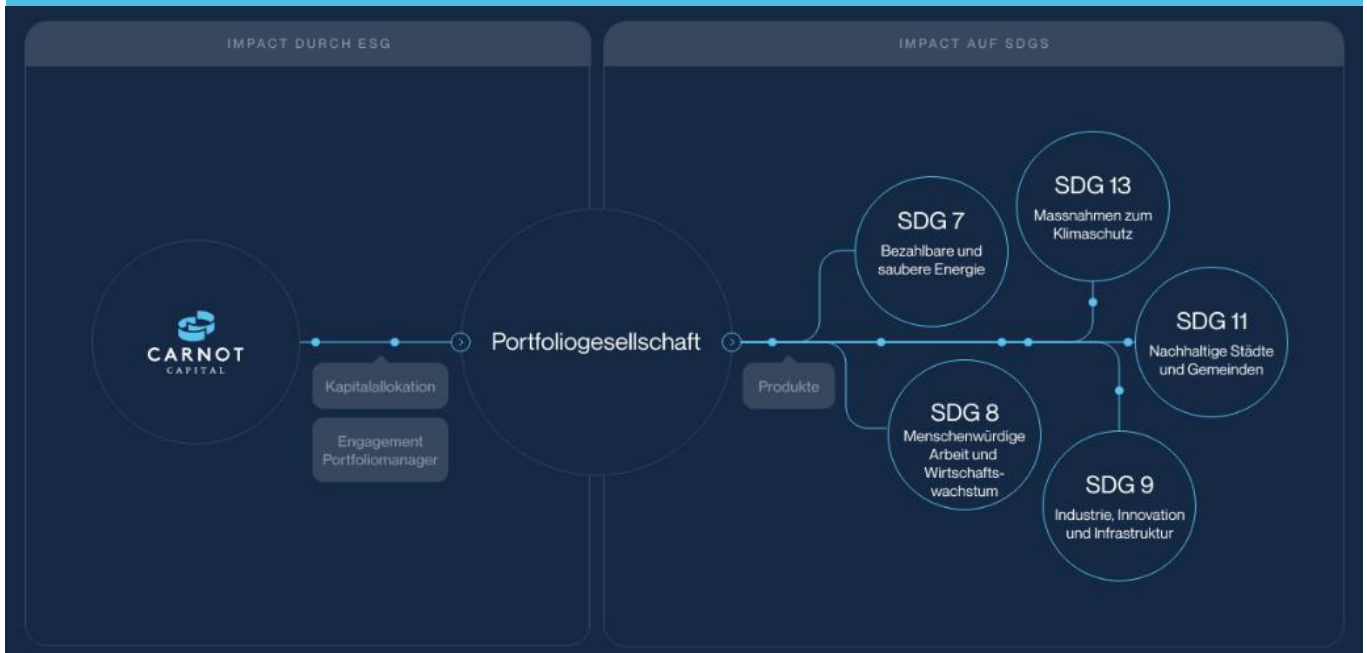 IMPACT DURCH ESG
IMPACT AUF SDGS
CARNOT
CAPITAL
Kapitalallokation
Engagement
Portfoliomanager
Portfoliogesellschaft
Produkte
SDG 7
Bezahlbare und
saubere Energie
SDG 13
Massnahmen zum
Klimaschutz
SDG 11
Nachhaltige Städte
und Gemeinden
SDG 8
Menschenwürdige
Arbeit und
Wirtschafts-
wachstum
SDG 9
Industrie, Innovation
und Infrastruktur